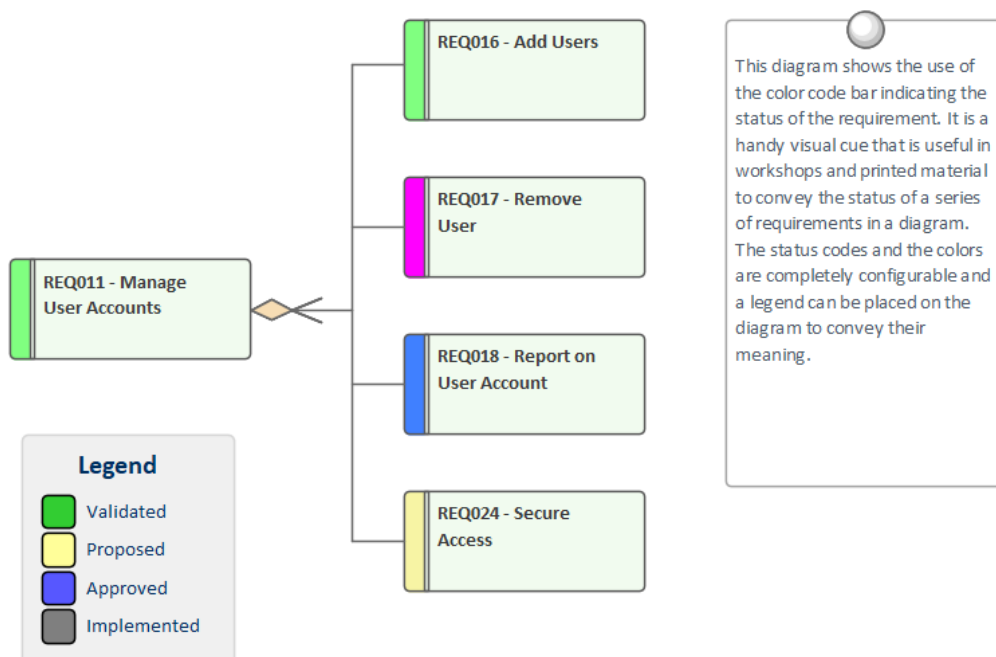 REQ016 - Add Users
REQ017 - Remove
User
REQ011 - Manage
User Accounts
REQ018 - Report on
User Account
REQ024 - Secure
Access
Legend
Validated
Proposed
Approved
Implemented
This diagram shows the use of
the color code bar indicating the
status of the requirement. It is a
handy visual cue that is useful in
workshops and printed material
to convey the status of a series
of requirements in a diagram.
The status codes and the colors
are completely configurable and
a legend can be placed on the
diagram to convey their
meaning.